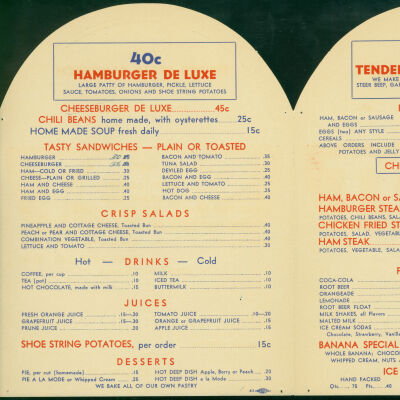 40c
HAMBURGER DE LUXE
LARGE PATTY OF HAMBURGER, PICKLE, LETTUCE
SAUCE, TOMATOES, ONIONS AND SHOE STRING POTATOES
CHEESEBURGER DE LUXE 45c
CHILI BEANS home made, with oysterettes 25c
HOME MADE SOUP fresh daily 15c
TASTY SANDWICHES — PLAIN OR TOASTED
HAMBURGER
CHEESEBURGER
HAM—COLD OR FRIED .30
CHEESE—PLAIN OR GRILLED .25
HAM AND CHEESE .40
HAM AND EGG .40
FRIED EGG .25
BACON AND TOMATO .35
TUNA SALAD .30
DEVILED EGG .25
BACON AND EGG .40
LETTUCE AND TOMATO .25
HOT DOG .25
BACON AND CHEESE .40
CRISP SALADS
PINEAPPLE AND COTTAGE CHEESE, Toasted Bun .40
PEACH or PEAR AND COTTAGE CHEESE, Toasted Bun .40
COMBINATION VEGETABLE, Toasted Bun .40
LETTUCE AND TOMATO .30
Hot — DRINKS — Cold
COFFEE, per cup .10
TEA (pot) .10
HOT CHOCOLATE, made with milk .15
MILK .10
ICED TEA .10
BUTTERMILK .10
JUICES
FRESH ORANGE JUICE .15—.30
GRAPEFRUIT JUICE .15—.30
PRUNE JUICE .20
TOMATO JUICE .10—.20
ORANGE or GRAPEFRUIT JUICE .15
APPLE JUICE .15
SHOE STRING POTATOES, per order 15c
DESSERTS
PIE, per cut (homemade) .15
PIE A LA MODE or Whipped Cream .25
HOT DEEP DISH Apple, Berry or Peach .20
HOT DEEP DISH a la Mode .30
WE BAKE ALL OF OUR OWN PASTRY
TENDER
WE MAKE
STEER BEEF, GA
HAM, BACON or SAUSAGE
AND EGGS
EGGS (two) ANY STYLE
CEREALS
ABOVE ORDERS INCLUDE
POTATOES AND JELLY
CH
HAM, BACON or SA
HAMBURGER STEA
POTATOES, CHILI BEANS, SALA
CHICKEN FRIED ST
POTATOES, SALAD, VEGETAB
HAM STEAK
POTATOES, VEGETABLE, SALA
COCA-COLA
ROOT BEER
ORANGEADE
LEMONADE
ROOT BEER FLOAT
MILK SHAKES, all Flavors
MALTED MILK
ICE CREAM SODAS
Chocolate, Strawberry, Vanilla
BANANA SPECIAL
WHOLE BANANA; CHOC
WHIPPED CREAM, NUTS A
ICE
HAND PACKED
Qts. .75 Pts. .40